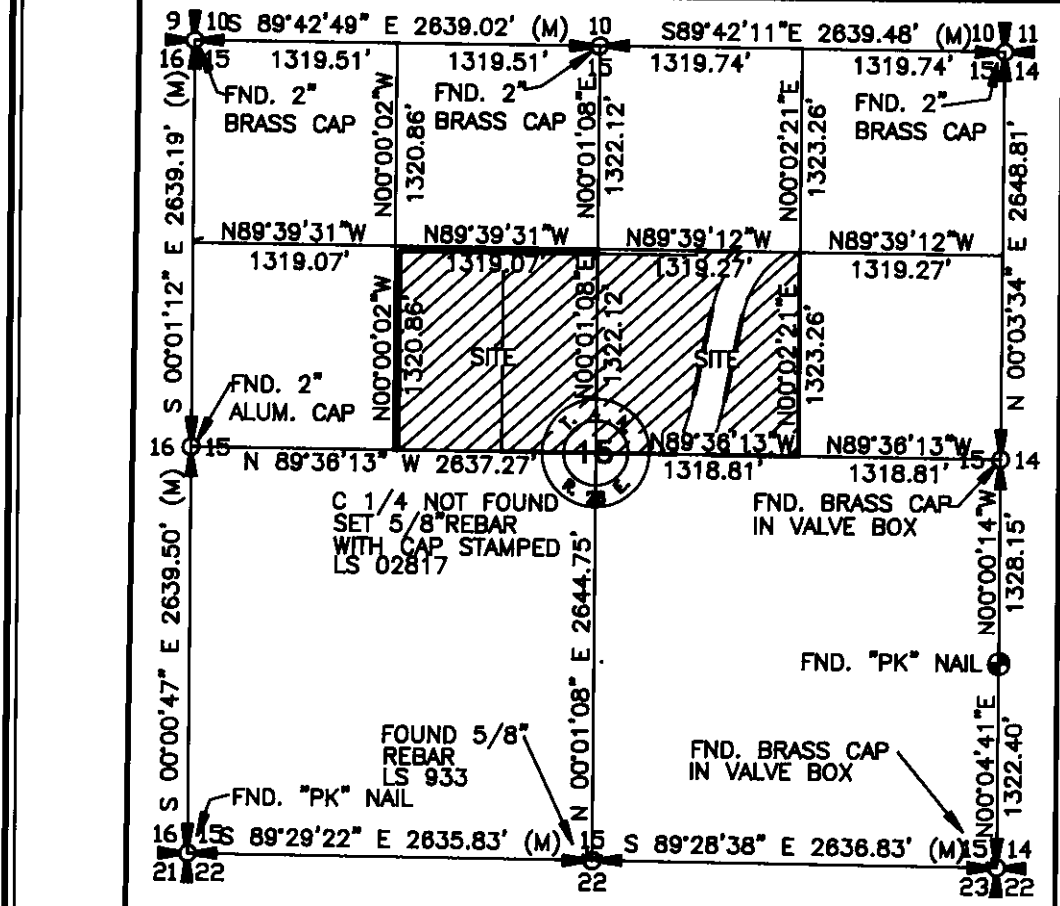 9 10 S 89°42'49" E 2639.02' (M) 10 S89°42'11"E 2639.48' (M) 10 11
16 15 1319.51' 1319.51' 15 1319.74' 1319.74' 15 14
FND. 2"
BRASS CAP
FND. 2"
BRASS CAP
FND. 2"
BRASS CAP
S 00°01'12" E 2639.19' (M)
N00°00'02"W
1320.86'
N00°01'08"E
1322.12'
N00°02'21"E
1323.26'
N 00°03'34" E 2648.81'
N89°39'31"W N89°39'31"W N89°39'12"W N89°39'12"W
1319.07' 1319.07' 1319.27' 1319.27'
N00°00'02"W
1320.86'
N00°01'08"E
1322.12'
N00°02'21"E
1323.26'
SITE SITE
FND. 2"
ALUM. CAP
16 15 N 89°36'13" W 2637.27'
15
R. E.
N89°36'13"W N89°36'13"W
1318.81' 1318.81' 15 14
C 1/4 NOT FOUND
SET 5/8"REBAR
WITH CAP STAMPED
LS 02817
FND. BRASS CAP
IN VALVE BOX
S 00°00'47" E 2639.50' (M)
N 00°01'08" E 2644.75'
N00°00'14"W
1328.15'
FND. "PK" NAIL
N00°04'41"E
1322.40'
FOUND 5/8"
REBAR
LS 933
FND. BRASS CAP
IN VALVE BOX
FND. "PK" NAIL
16 15 S 89°29'22" E 2635.83' (M) 15 S 89°28'38" E 2636.83' (M) 15 14
21 22 22 23 22